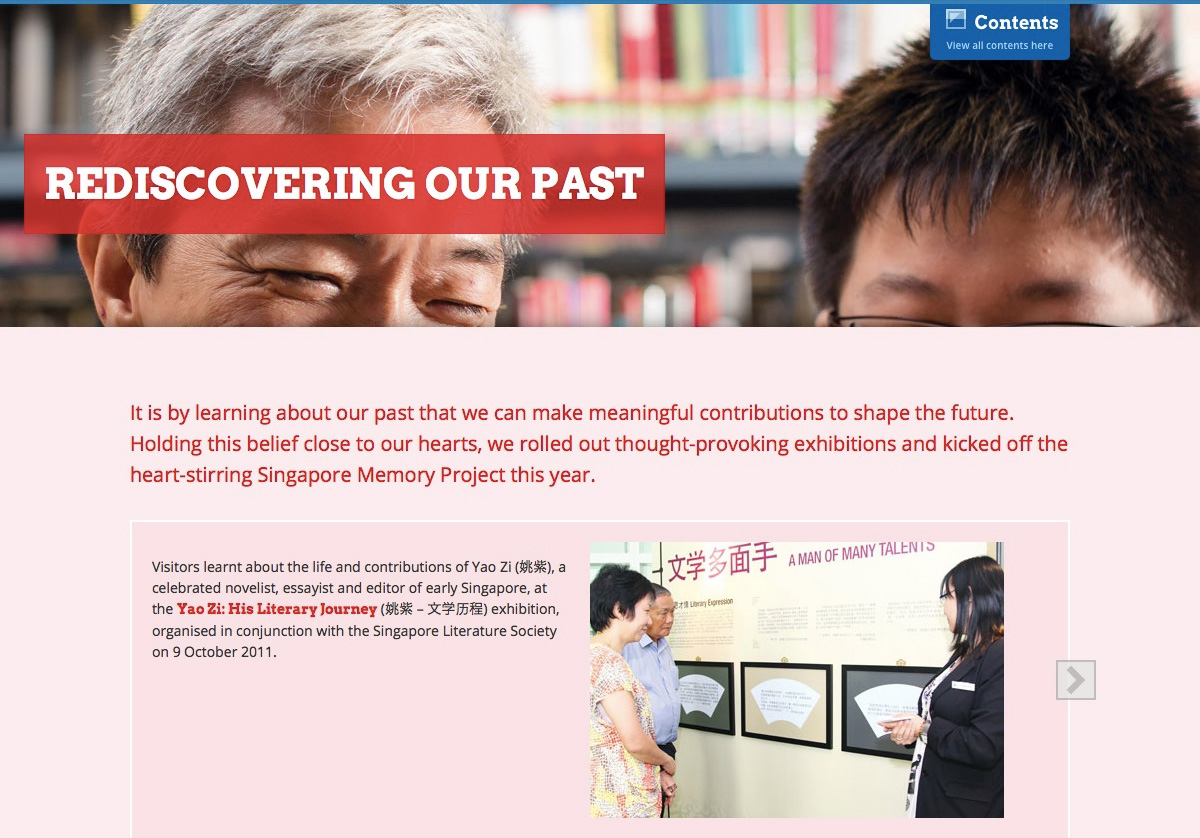 Contents
View all contents here
REDISCOVERING OUR PAST
It is by learning about our past that we can make meaningful contributions to shape the future.
Holding this belief close to our hearts, we rolled out thought-provoking exhibitions and kicked off the
heart-stirring Singapore Memory Project this year.
Visitors learnt about the life and contributions of Yao Zi (姚紫), a
celebrated novelist, essayist and editor of early Singapore, at
the Yao Zi: His Literary Journey (姚紫 – 文学历程) exhibition,
organised in conjunction with the Singapore Literature Society
on 9 October 2011.
文学多面手 A MAN OF MANY TALENTS
Literary Expression